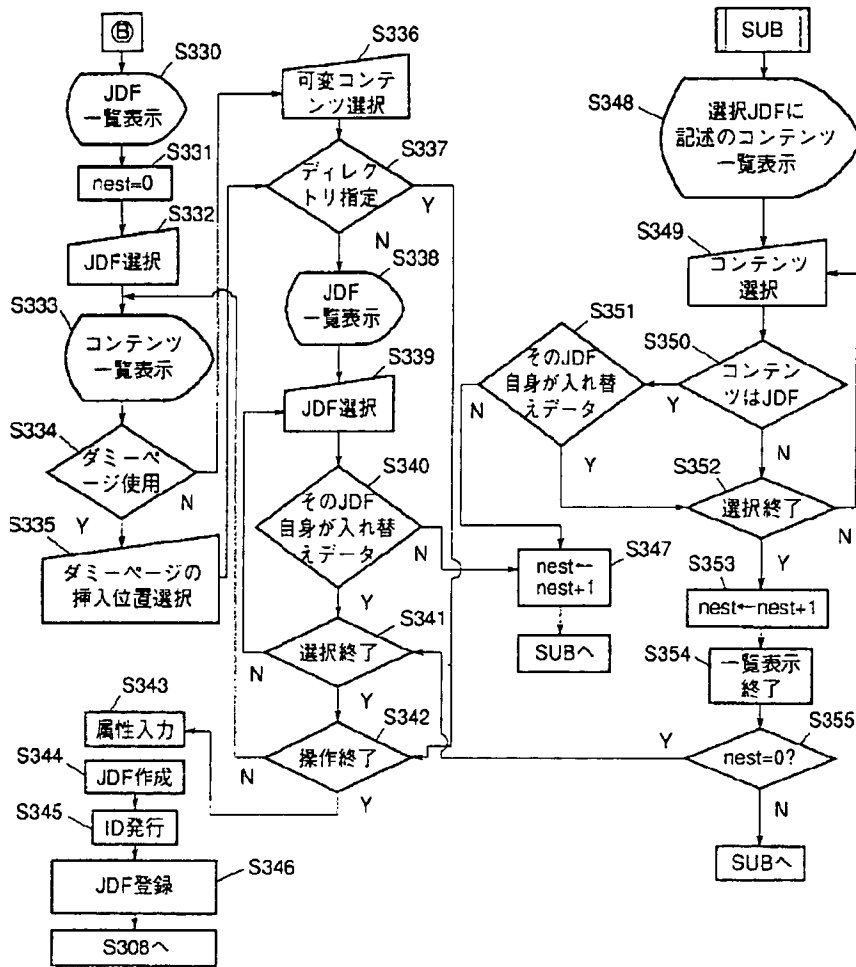 Ⓑ
S330
JDF
一覧表示
S331
nest=0
S332
JDF選択
S333
コンテンツ
一覧表示
S334
ダミーペ
ージ使用
N
Y
S335
ダミーページの
挿入位置選択
S336
可変コンテ
ンツ選択
S337
ディレク
トリ指定
Y
N
S338
JDF
一覧表示
S339
JDF選択
S340
そのJDF
自身が入れ替
えデータ
N
Y
S341
選択終了
N
Y
S342
操作終了
N
Y
S343
属性入力
S344
JDF作成
S345
ID発行
S346
JDF登録
S308へ
SUB
S348
選択JDFに
記述のコンテンツ
一覧表示
S349
コンテンツ
選択
S350
コンテン
ツはJDF
Y
N
S351
そのJDF
自身が入れ替
えデータ
N
Y
S352
選択終了
N
Y
S347
nest←
nest+1
SUBへ
S353
nest←nest+1
S354
一覧表示
終了
S355
nest=0?
Y
N
SUBへ